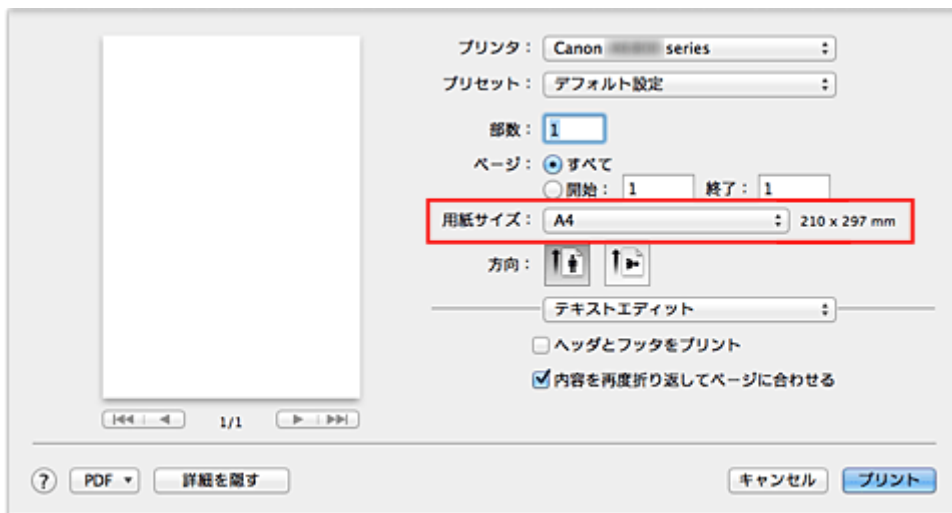 プリンタ： Canon series
プリセット： デフォルト設定
部数： 1
ページ： すべて
開始： 1 終了： 1
用紙サイズ： A4 210 x 297 mm
方向：
テキストエディット
ヘッダとフッタをプリント
内容を再度折り返してページに合わせる
1/1
? PDF 詳細を隠す キャンセル プリント